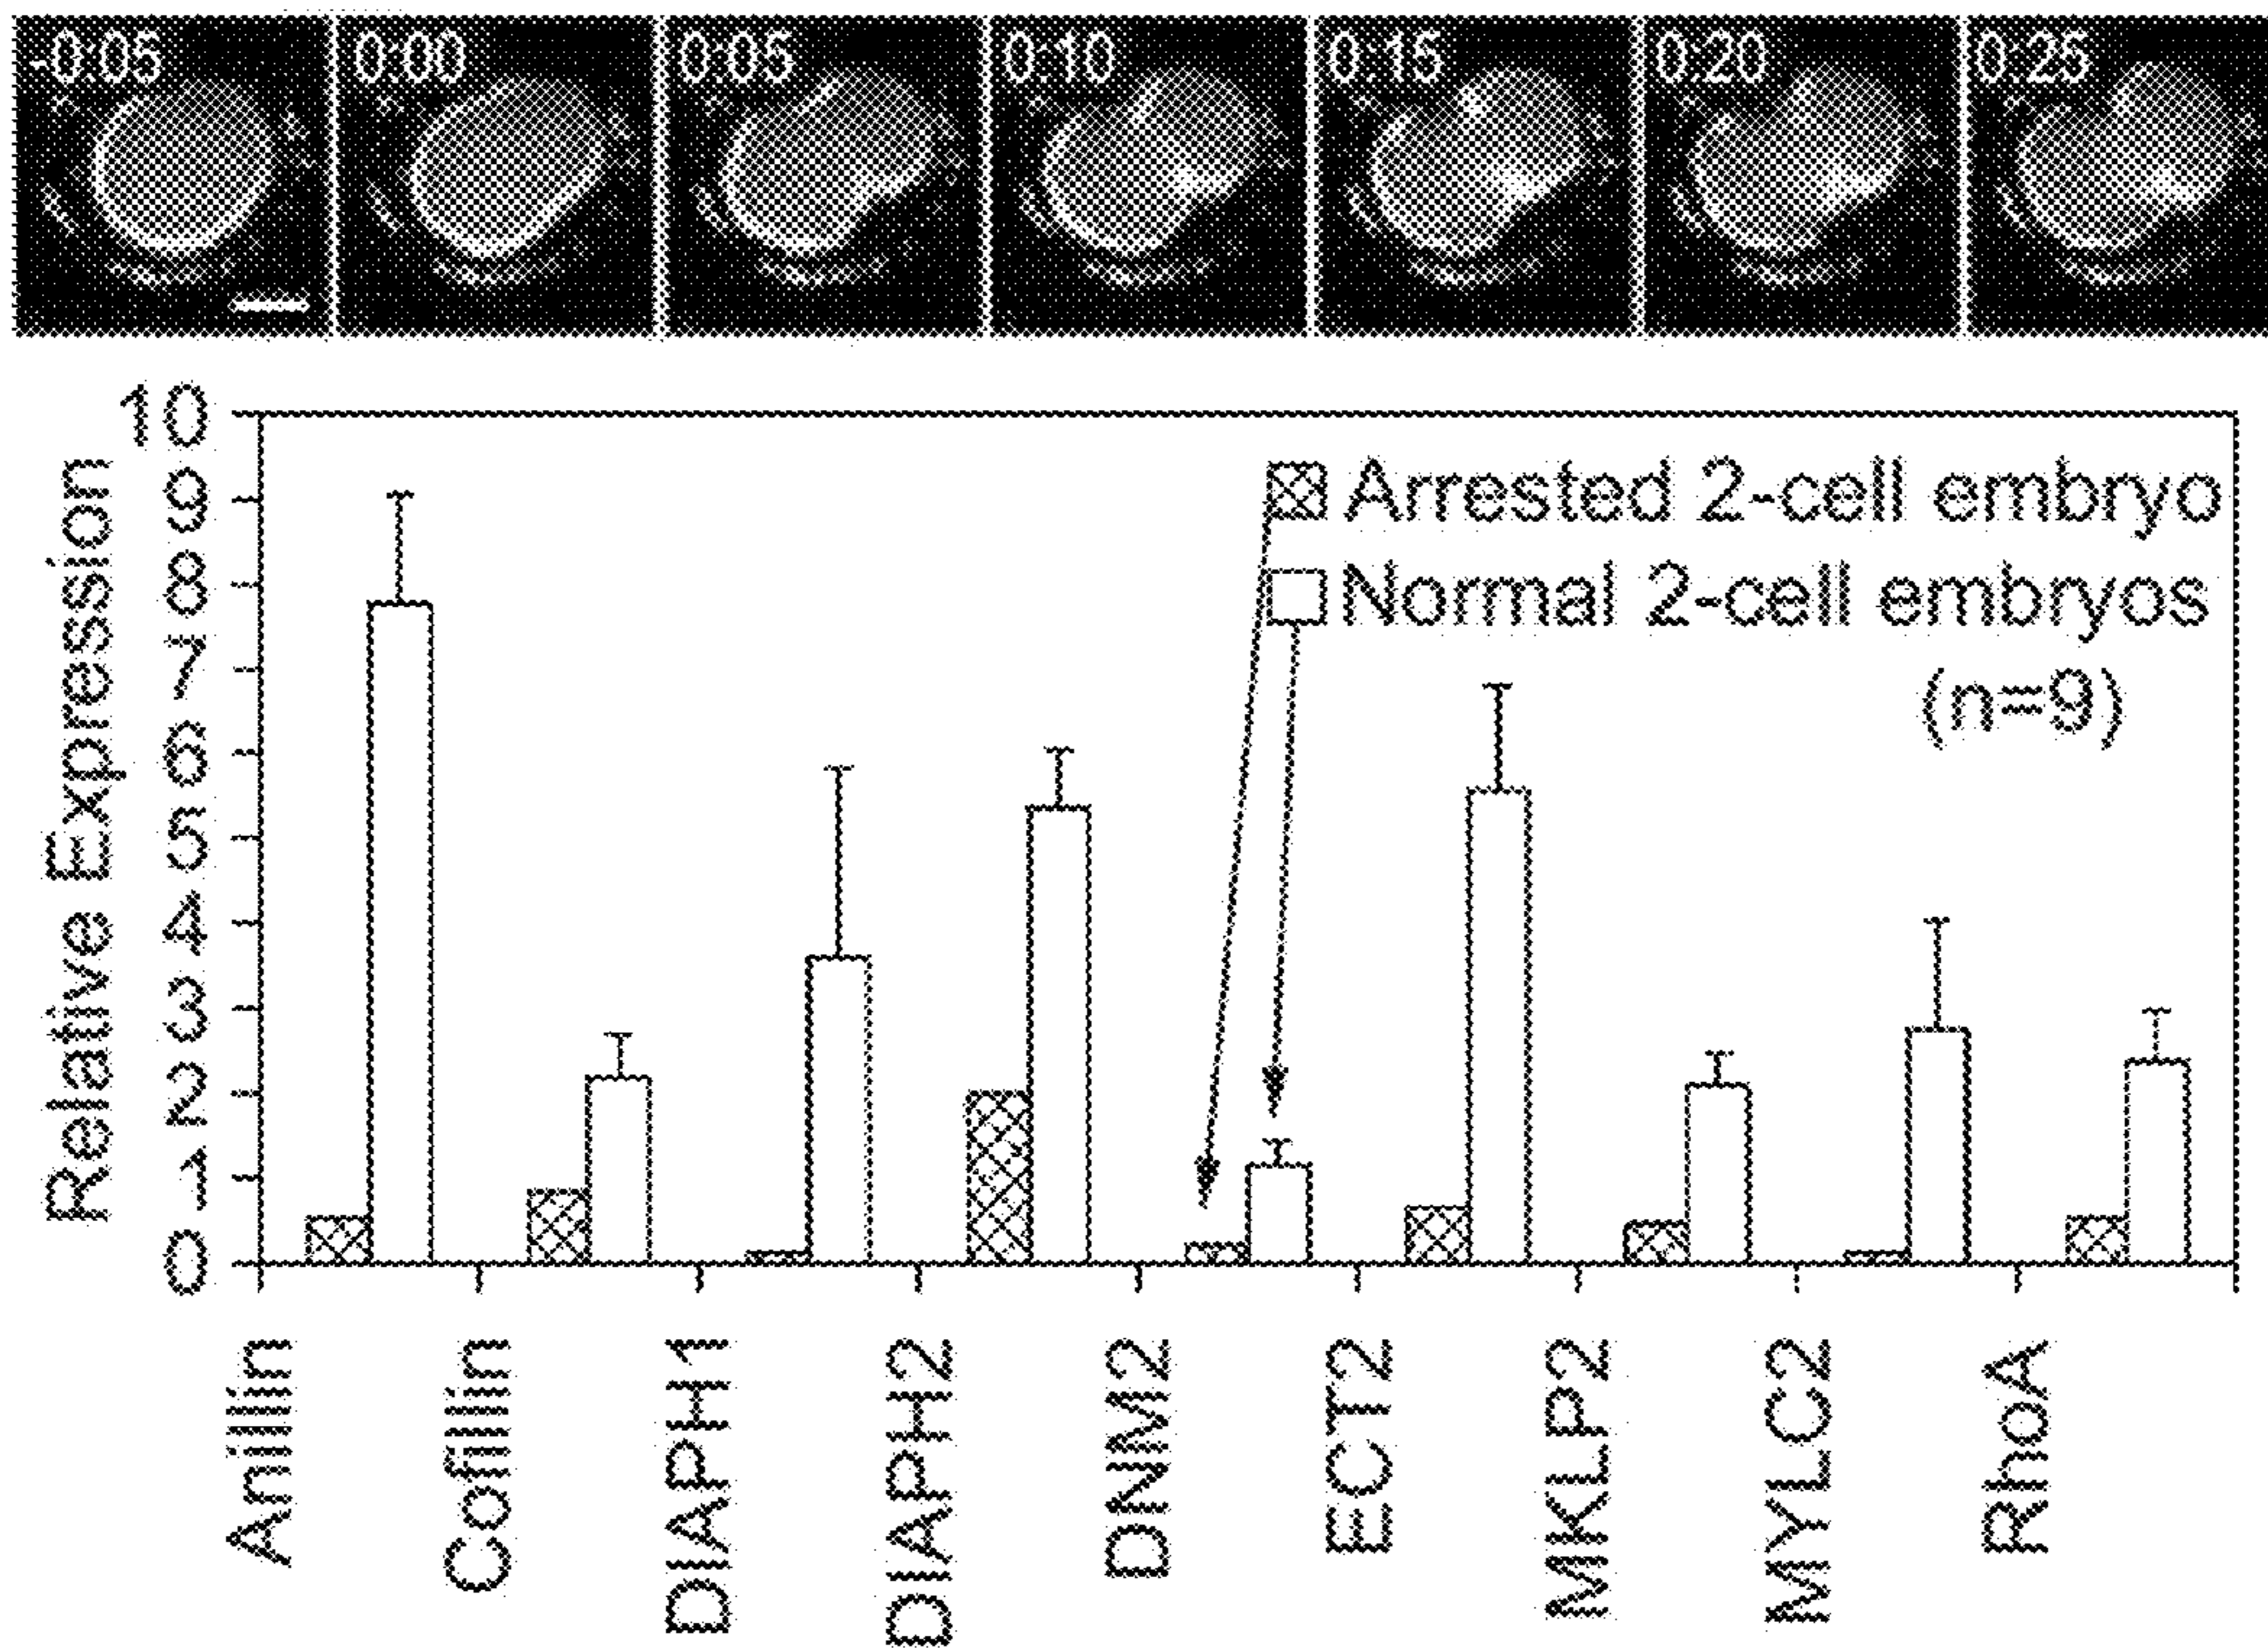 -0:05 0:00 0:05 0:10 0:15 0:20 0:25
Relative Expression
10
9
8
7
6
5
4
3
2
1
0
Arrested 2-cell embryo
Normal 2-cell embryos
(n=9)
Anillin
Cofillin
DIAPH1
DIAPH2
DNM2
ECT2
MKLP2
MYLC2
RhoA